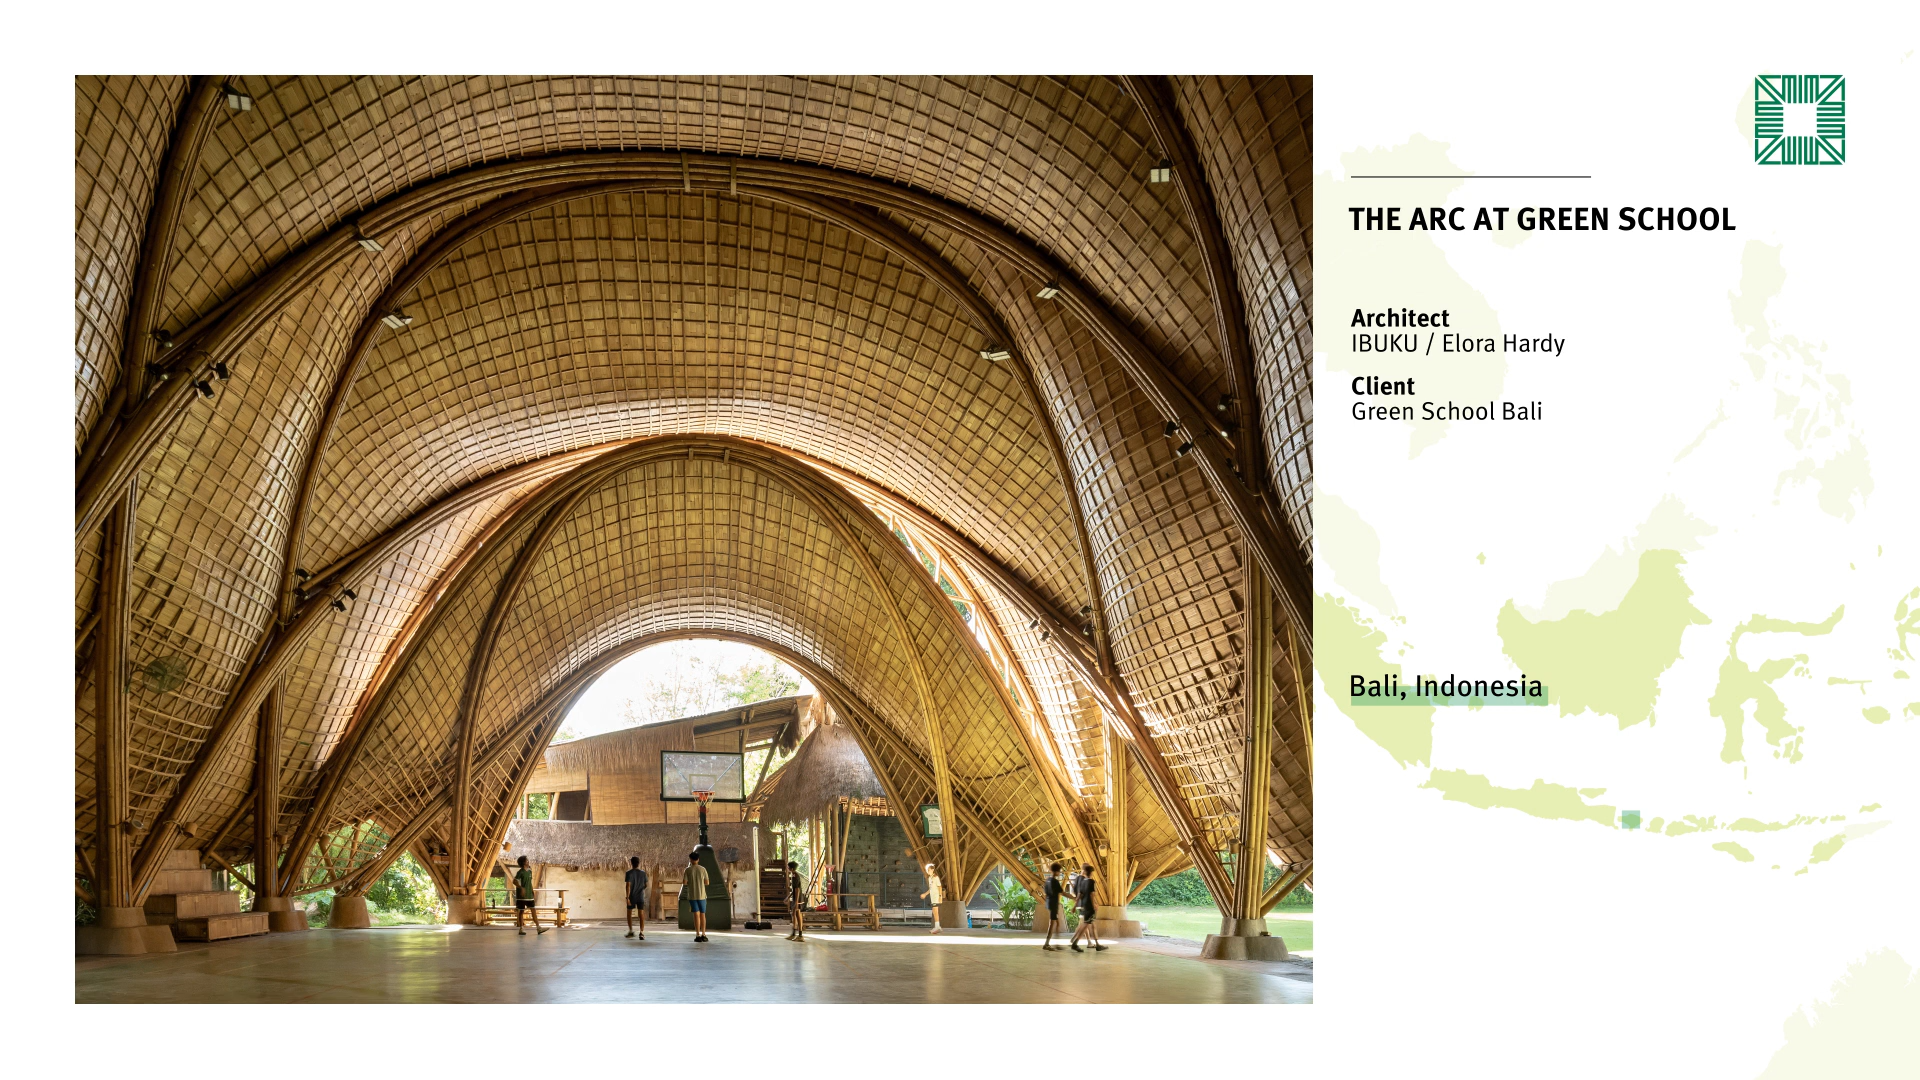 THE ARC AT GREEN SCHOOL
Architect
IBUKU / Elora Hardy
Client
Green School Bali
Bali, Indonesia